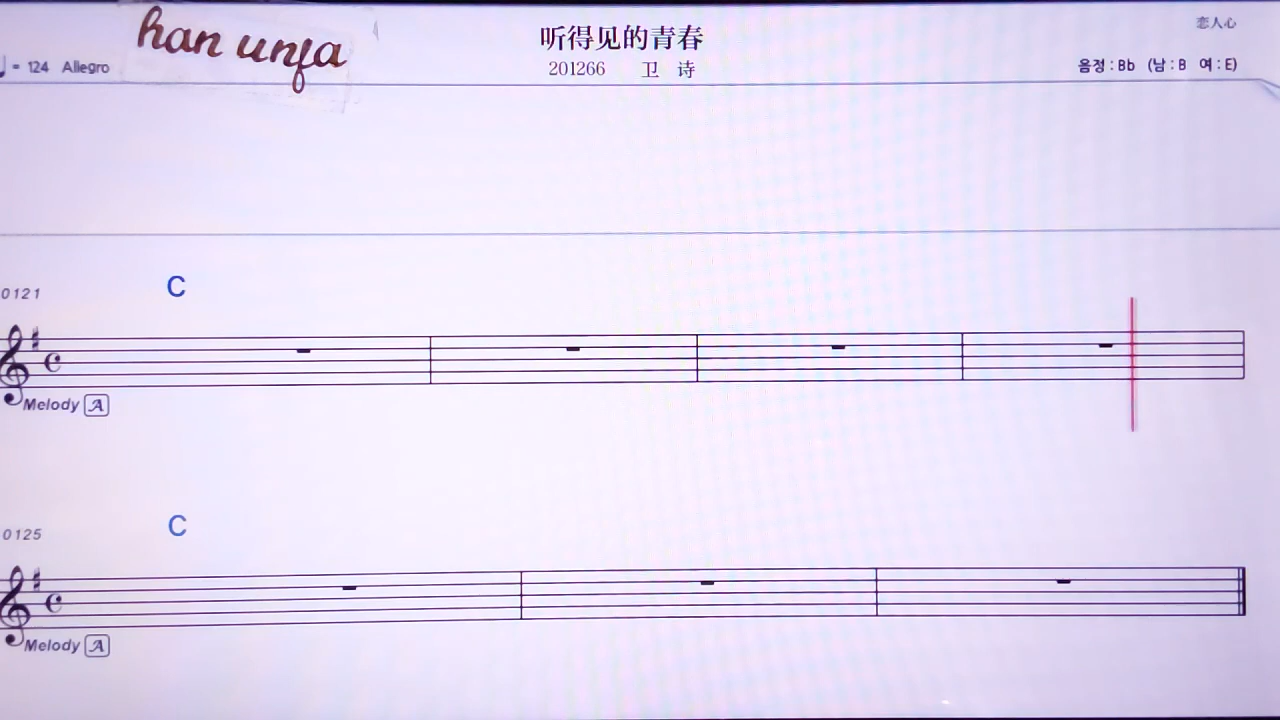 han unfa
听得见的青春
恋人心
♩ = 124 Allegro
201266 卫 诗
음정 : Bb (남 : B 여 : E)
0121
C
Melody A
0125
C
Melody A